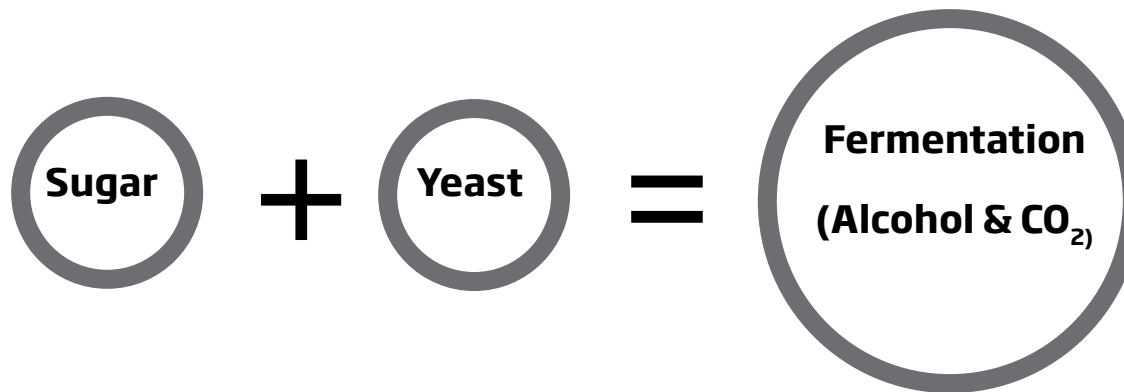 Sugar + Yeast = Fermentation
(Alcohol & CO₂)